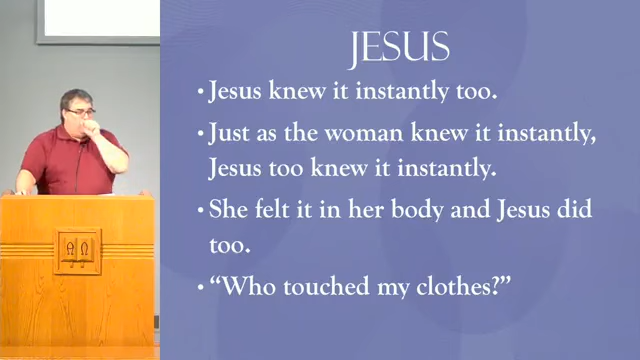 JESUS
• Jesus knew it instantly too.
• Just as the woman knew it instantly,
Jesus too knew it instantly.
• She felt it in her body and Jesus did
too.
• “Who touched my clothes?”
Α Ω